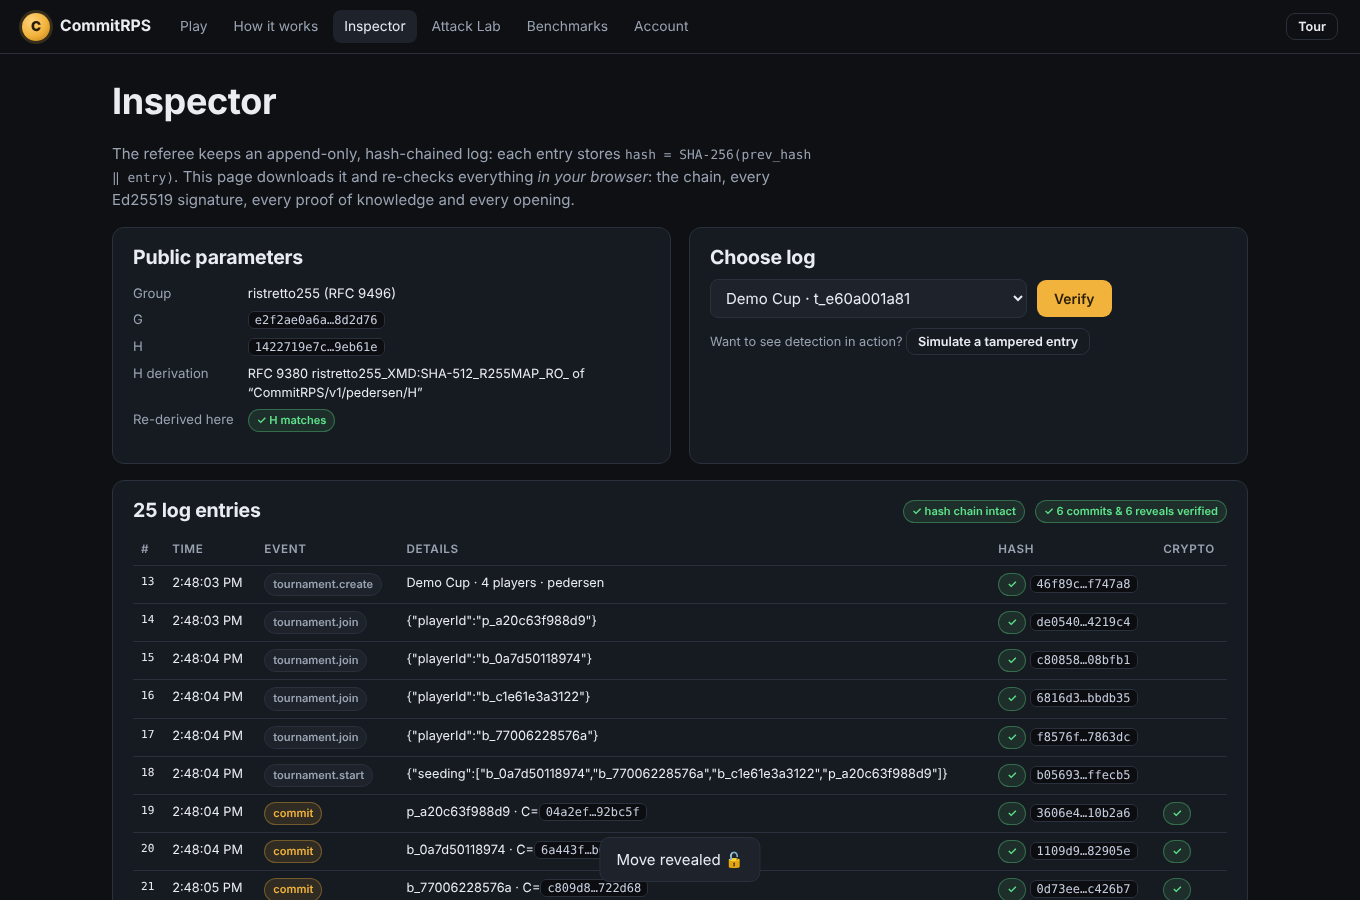 C CommitRPS Play How it works Inspector Attack Lab Benchmarks Account Tour
Inspector
The referee keeps an append-only, hash-chained log: each entry stores hash = SHA-256(prev_hash
‖ entry). This page downloads it and re-checks everything in your browser: the chain, every
Ed25519 signature, every proof of knowledge and every opening.
Public parameters
Group ristretto255 (RFC 9496)
G e2f2ae0a6a…8d2d76
H 1422719e7c…9eb61e
H derivation RFC 9380 ristretto255_XMD:SHA-512_R255MAP_RO_ of
“CommitRPS/v1/pedersen/H”
Re-derived here ✓ H matches
Choose log
Demo Cup · t_e60a001a81 Verify
Want to see detection in action? Simulate a tampered entry
25 log entries ✓ hash chain intact ✓ 6 commits & 6 reveals verified
# TIME EVENT DETAILS HASH CRYPTO
13 2:48:03 PM tournament.create Demo Cup · 4 players · pedersen ✓ 46f89c…f747a8
14 2:48:03 PM tournament.join {"playerId":"p_a20c63f988d9"} ✓ de0540…4219c4
15 2:48:04 PM tournament.join {"playerId":"b_0a7d50118974"} ✓ c80858…08bfb1
16 2:48:04 PM tournament.join {"playerId":"b_c1e61e3a3122"} ✓ 6816d3…bbdb35
17 2:48:04 PM tournament.join {"playerId":"b_77006228576a"} ✓ f8576f…7863dc
18 2:48:04 PM tournament.start {"seeding":["b_0a7d50118974","b_77006228576a","b_c1e61e3a3122","p_a20c63f988d9"]} ✓ b05693…ffecb5
19 2:48:04 PM commit p_a20c63f988d9 · C= 04a2ef…92bc5f ✓ 3606e4…10b2a6 ✓
20 2:48:04 PM commit b_0a7d50118974 · C= 6a443f…b ✓ 1109d9…82905e ✓
Move revealed 🔓
21 2:48:05 PM commit b_77006228576a · C= c809d8…722d68 ✓ 0d73ee…c426b7 ✓